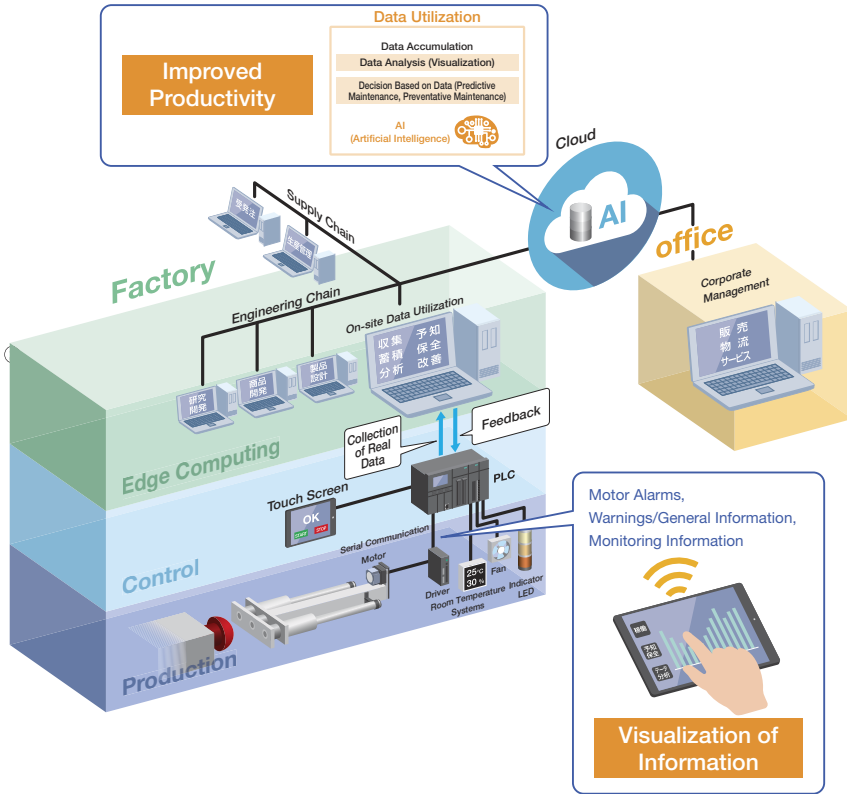 Data Utilization
Improved
Productivity
Data Accumulation
Data Analysis (Visualization)
Decision Based on Data (Predictive
Maintenance, Preventative Maintenance)
AI
(Artificial Intelligence)
Cloud
AI
office
Corporate
Management
販売
物流
サービス
Supply Chain
受発注
生産管理
Factory
Engineering Chain
On-site Data Utilization
収集 予知
蓄積 保全
分析 改善
研究
開発
商品
開発
製品
設計
Edge Computing
Collection
of Real
Data
Feedback
PLC
Touch Screen
OK
START STOP
Serial Communication
Motor
Control
Driver
25℃
30%
Room Temperature
Systems
Fan
Indicator
LED
Production
Motor Alarms,
Warnings/General Information,
Monitoring Information
稼働
予知
保全
データ
分析
Visualization of
Information